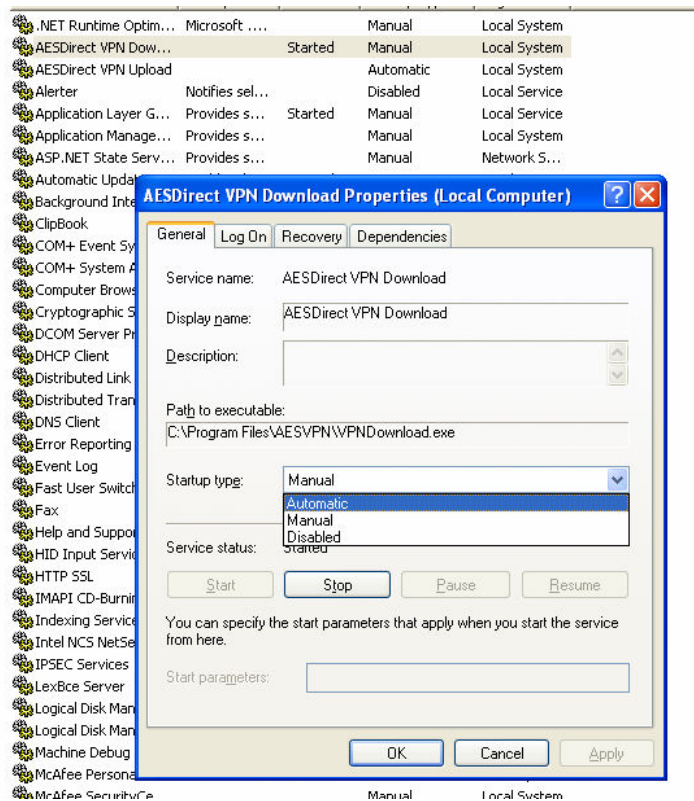 .NET Runtime Optim... Microsoft .... Manual Local System
AESDirect VPN Dow... Started Manual Local System
AESDirect VPN Upload Automatic Local System
Alerter Notifies sel... Disabled Local Service
Application Layer G... Provides s... Started Manual Local Service
Application Manage... Provides s... Manual Local System
ASP.NET State Serv... Provides s... Manual Network S...
Automatic Updat
Background Inte
ClipBook
COM+ Event Sy
COM+ System A
Computer Brows
Cryptographic S
DCOM Server Pr
DHCP Client
Distributed Link
Distributed Tran
DNS Client
Error Reporting
Event Log
Fast User Switch
Fax
Help and Suppor
HID Input Servic
HTTP SSL
IMAPI CD-Burnin
Indexing Service
Intel NCS NetSe
IPSEC Services
LexBce Server
Logical Disk Man
Logical Disk Man
Machine Debug
McAfee Persona
McAfee SecurityCe Manual Local System
AESDirect VPN Download Properties (Local Computer)
General Log On Recovery Dependencies
Service name: AESDirect VPN Download
Display name: AESDirect VPN Download
Description:
Path to executable:
C:\Program Files\AESVPN\VPNDownload.exe
Startup type: Manual
Automatic
Manual
Disabled
Service status: Started
Start Stop Pause Resume
You can specify the start parameters that apply when you start the service
from here.
Start parameters:
OK Cancel Apply